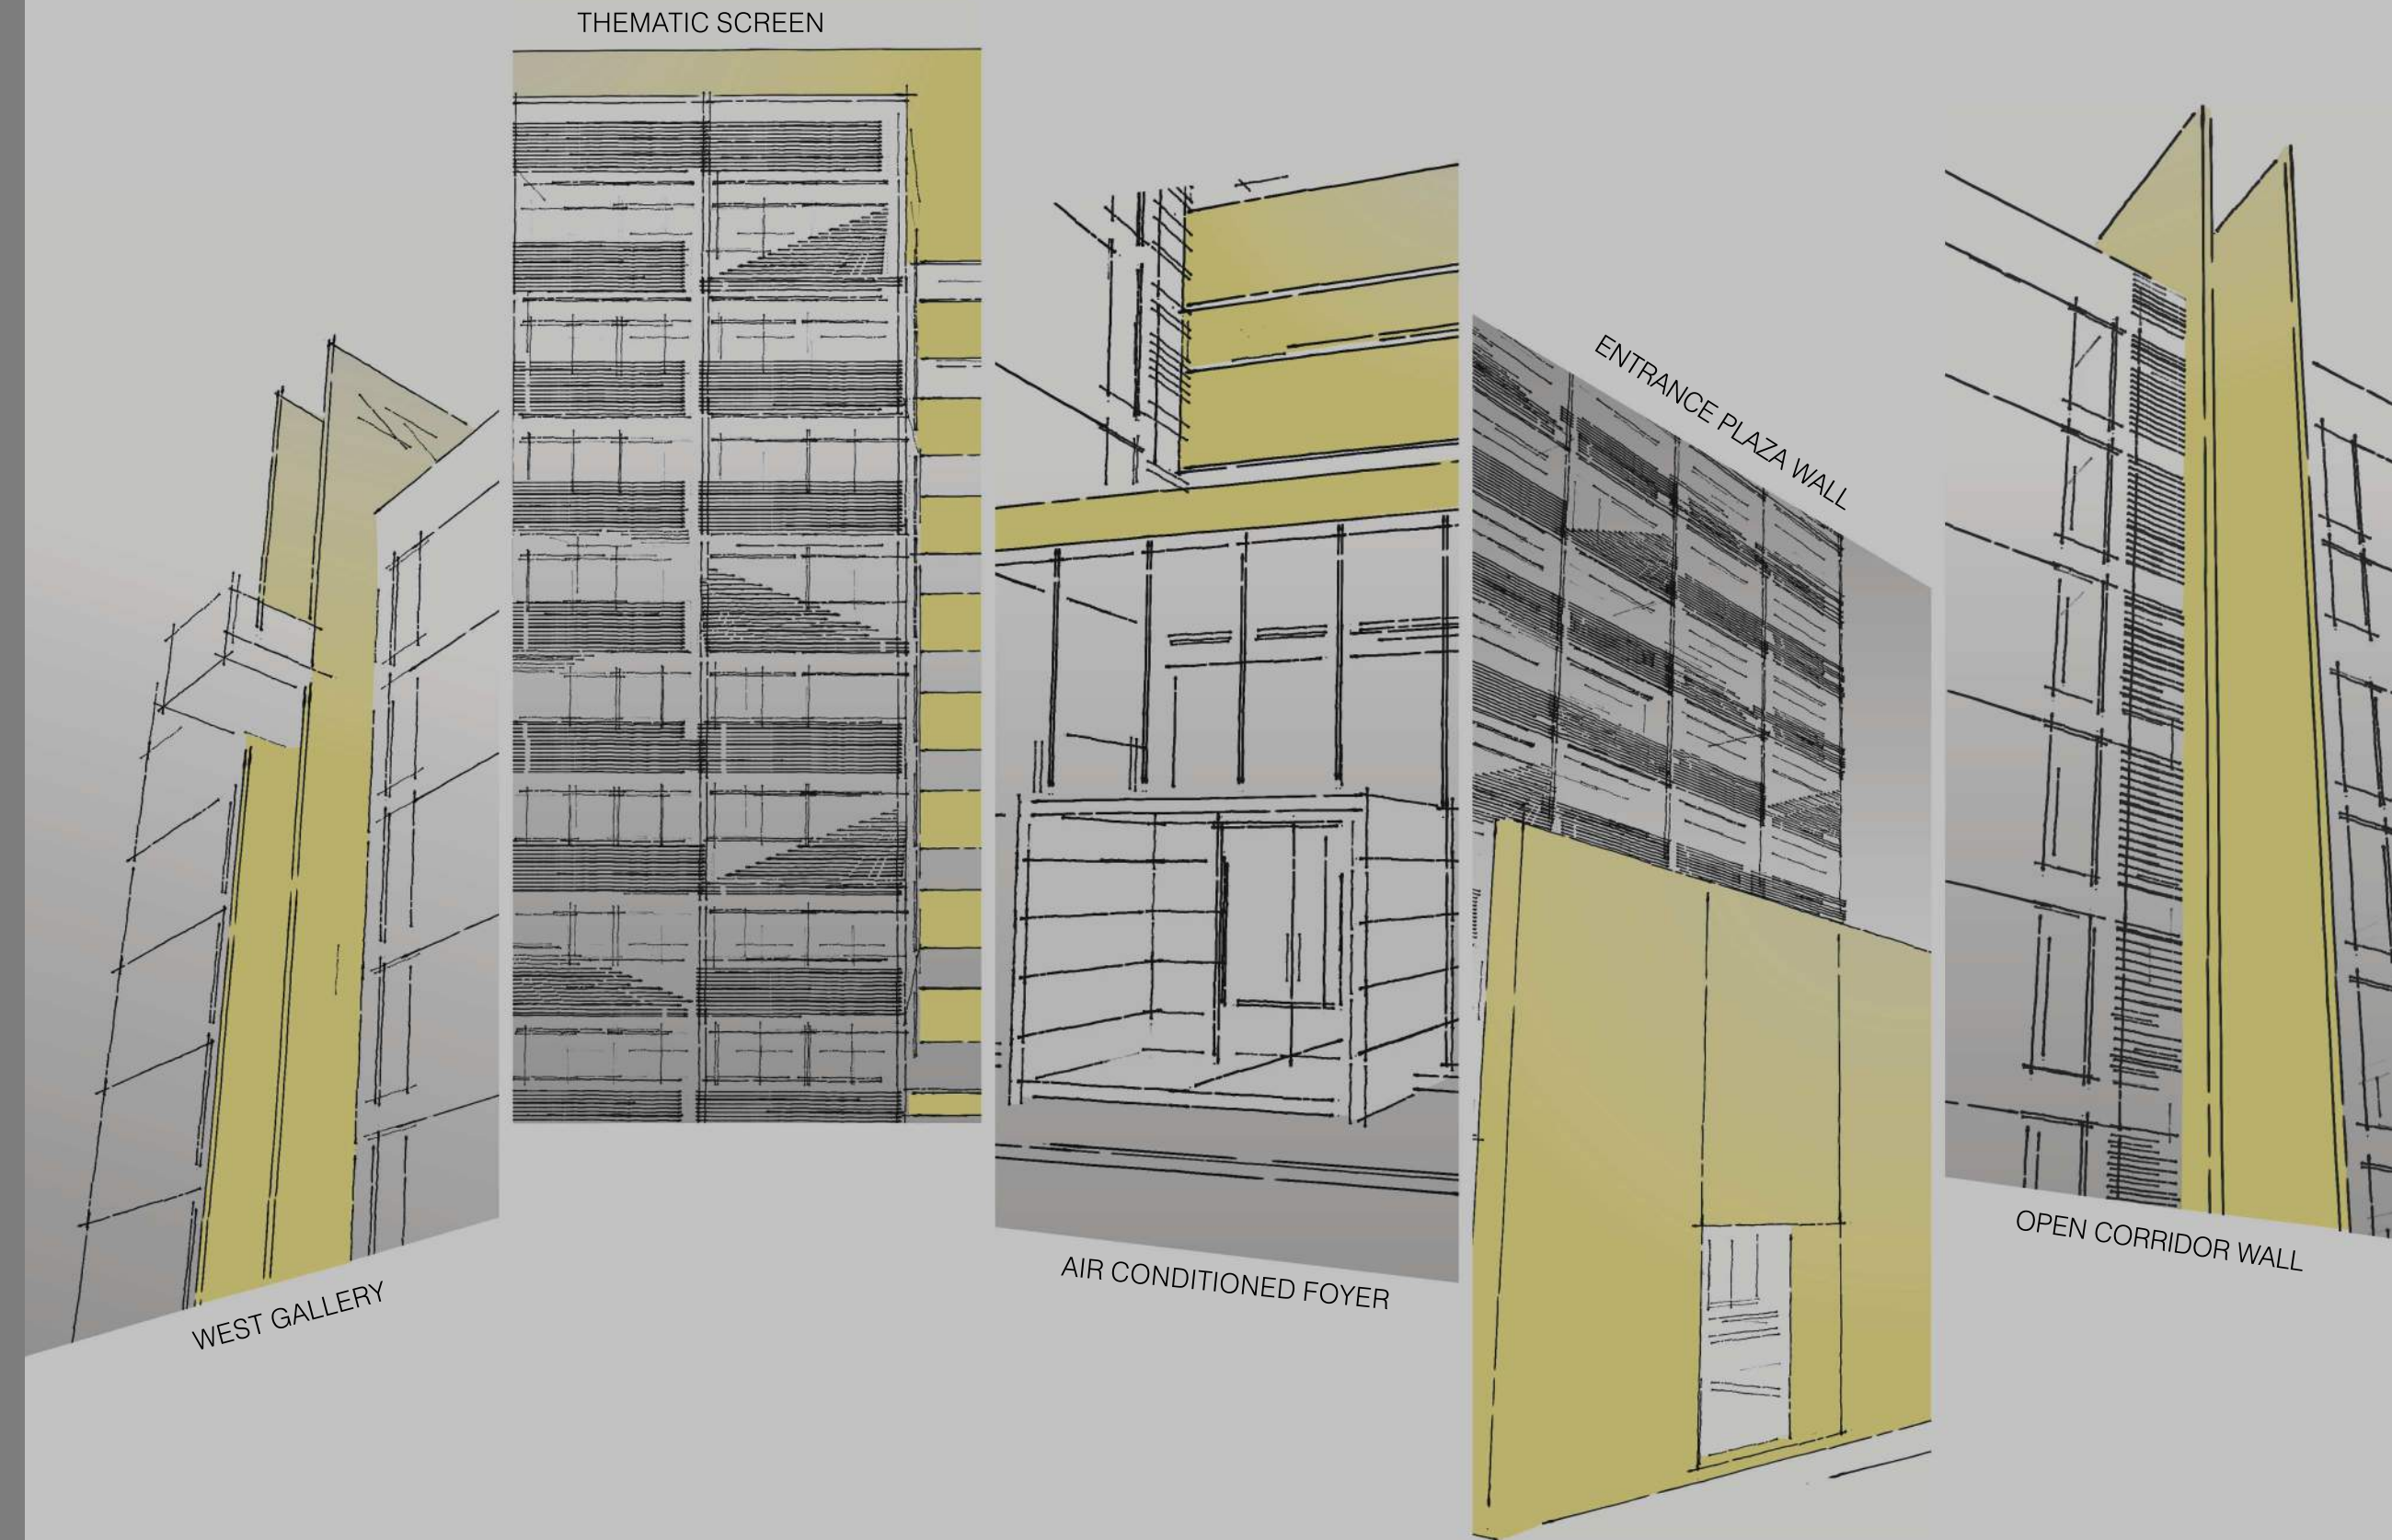 THEMATIC SCREEN
ENTRANCE PLAZA WALL
WEST GALLERY
AIR CONDITIONED FOYER
OPEN CORRIDOR WALL